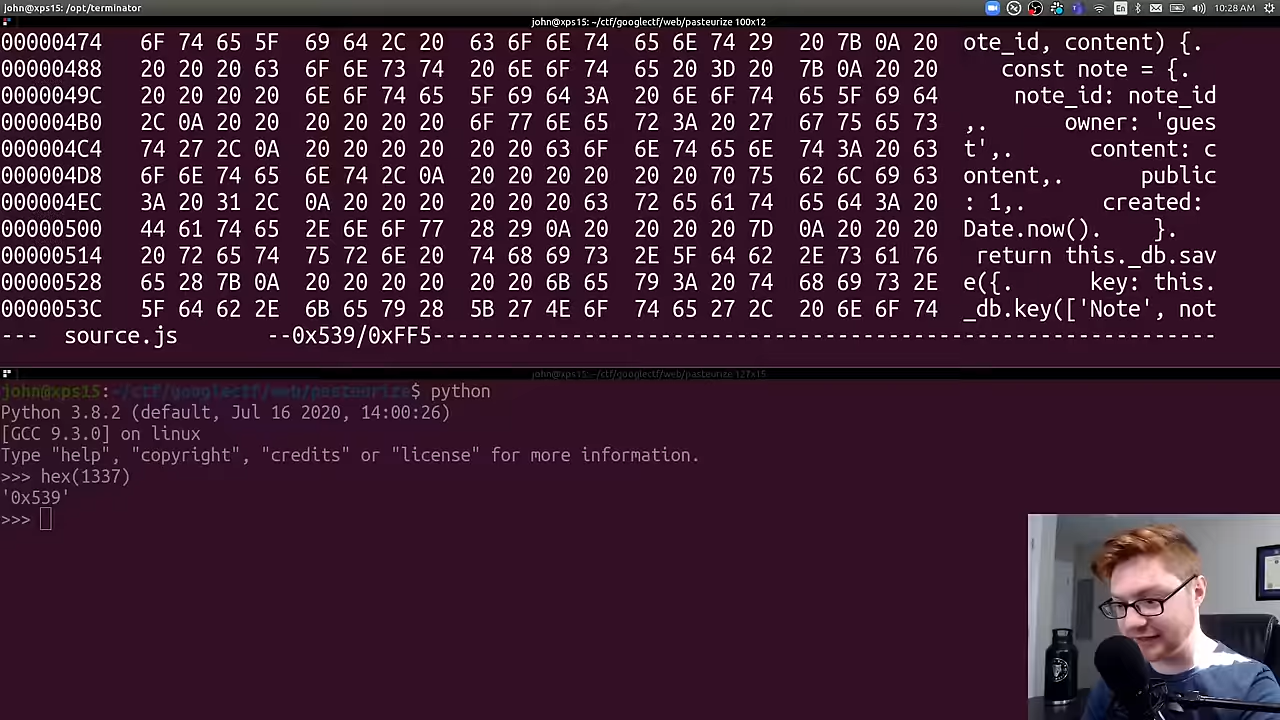 john@xps15: /opt/terminator
En
10:28 AM
john@xps15: ~/ctf/googlectf/web/pasteurize 100x12
00000474 6F 74 65 5F 69 64 2C 20 63 6F 6E 74 65 6E 74 29 20 7B 0A 20 ote_id, content) {.
00000488 20 20 20 63 6F 6E 73 74 20 6E 6F 74 65 20 3D 20 7B 0A 20 20 const note = {.
0000049C 20 20 20 20 6E 6F 74 65 5F 69 64 3A 20 6E 6F 74 65 5F 69 64 note_id: note_id
000004B0 2C 0A 20 20 20 20 20 20 6F 77 6E 65 72 3A 20 27 67 75 65 73 ,. owner: 'gues
000004C4 74 27 2C 0A 20 20 20 20 20 20 63 6F 6E 74 65 6E 74 3A 20 63 t',. content: c
000004D8 6F 6E 74 65 6E 74 2C 0A 20 20 20 20 20 20 70 75 62 6C 69 63 ontent,. public
000004EC 3A 20 31 2C 0A 20 20 20 20 20 20 63 72 65 61 74 65 64 3A 20 : 1,. created:
00000500 44 61 74 65 2E 6E 6F 77 28 29 0A 20 20 20 20 7D 0A 20 20 20 Date.now(). }.
00000514 20 72 65 74 75 72 6E 20 74 68 69 73 2E 5F 64 62 2E 73 61 76 return this._db.sav
00000528 65 28 7B 0A 20 20 20 20 20 20 6B 65 79 3A 20 74 68 69 73 2E e({. key: this.
0000053C 5F 64 62 2E 6B 65 79 28 5B 27 4E 6F 74 65 27 2C 20 6E 6F 74 _db.key(['Note', not
--- source.js --0x539/0xFF5--------------------------------------------------------------
john@xps15: ~/ctf/googlectf/web/pasteurize 127x15
john@xps15:~/ctf/googlectf/web/pasteurize$ python
Python 3.8.2 (default, Jul 16 2020, 14:00:26)
[GCC 9.3.0] on linux
Type "help", "copyright", "credits" or "license" for more information.
>>> hex(1337)
'0x539'
>>>